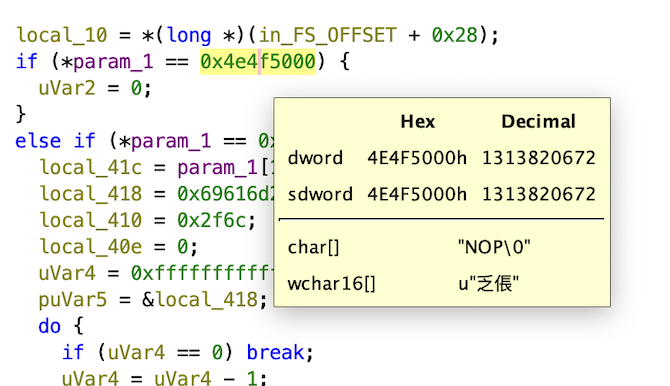 local_10 = *(long *)(in_FS_OFFSET + 0x28);
if (*param_1 == 0x4e4f5000) {
uVar2 = 0;
}
else if (*param_1 == 0x
local_41c = param_1[
local_418 = 0x69616d2
local_410 = 0x2f6c;
local_40e = 0;
uVar4 = 0xfffffffffff
puVar5 = &local_418;
do {
if (uVar4 == 0) break;
uVar4 = uVar4 - 1;
Hex Decimal
dword 4E4F5000h 1313820672
sdword 4E4F5000h 1313820672
char[] "NOP\0"
wchar16[] u"乏倀"